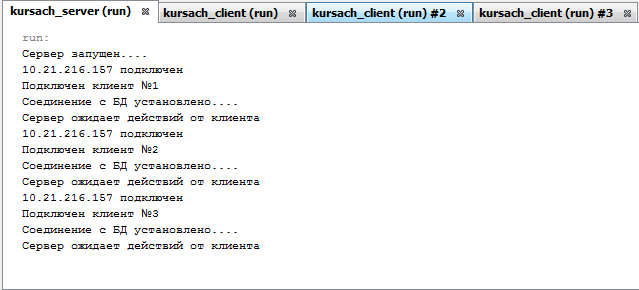 kursach_server (run) kursach_client (run) kursach_client (run) #2 kursach_client (run) #3
run:
Сервер запущен....
10.21.216.157 подключен
Подключен клиент №1
Соединение с БД установлено....
Сервер ожидает действий от клиента
10.21.216.157 подключен
Подключен клиент №2
Соединение с БД установлено....
Сервер ожидает действий от клиента
10.21.216.157 подключен
Подключен клиент №3
Соединение с БД установлено....
Сервер ожидает действий от клиента